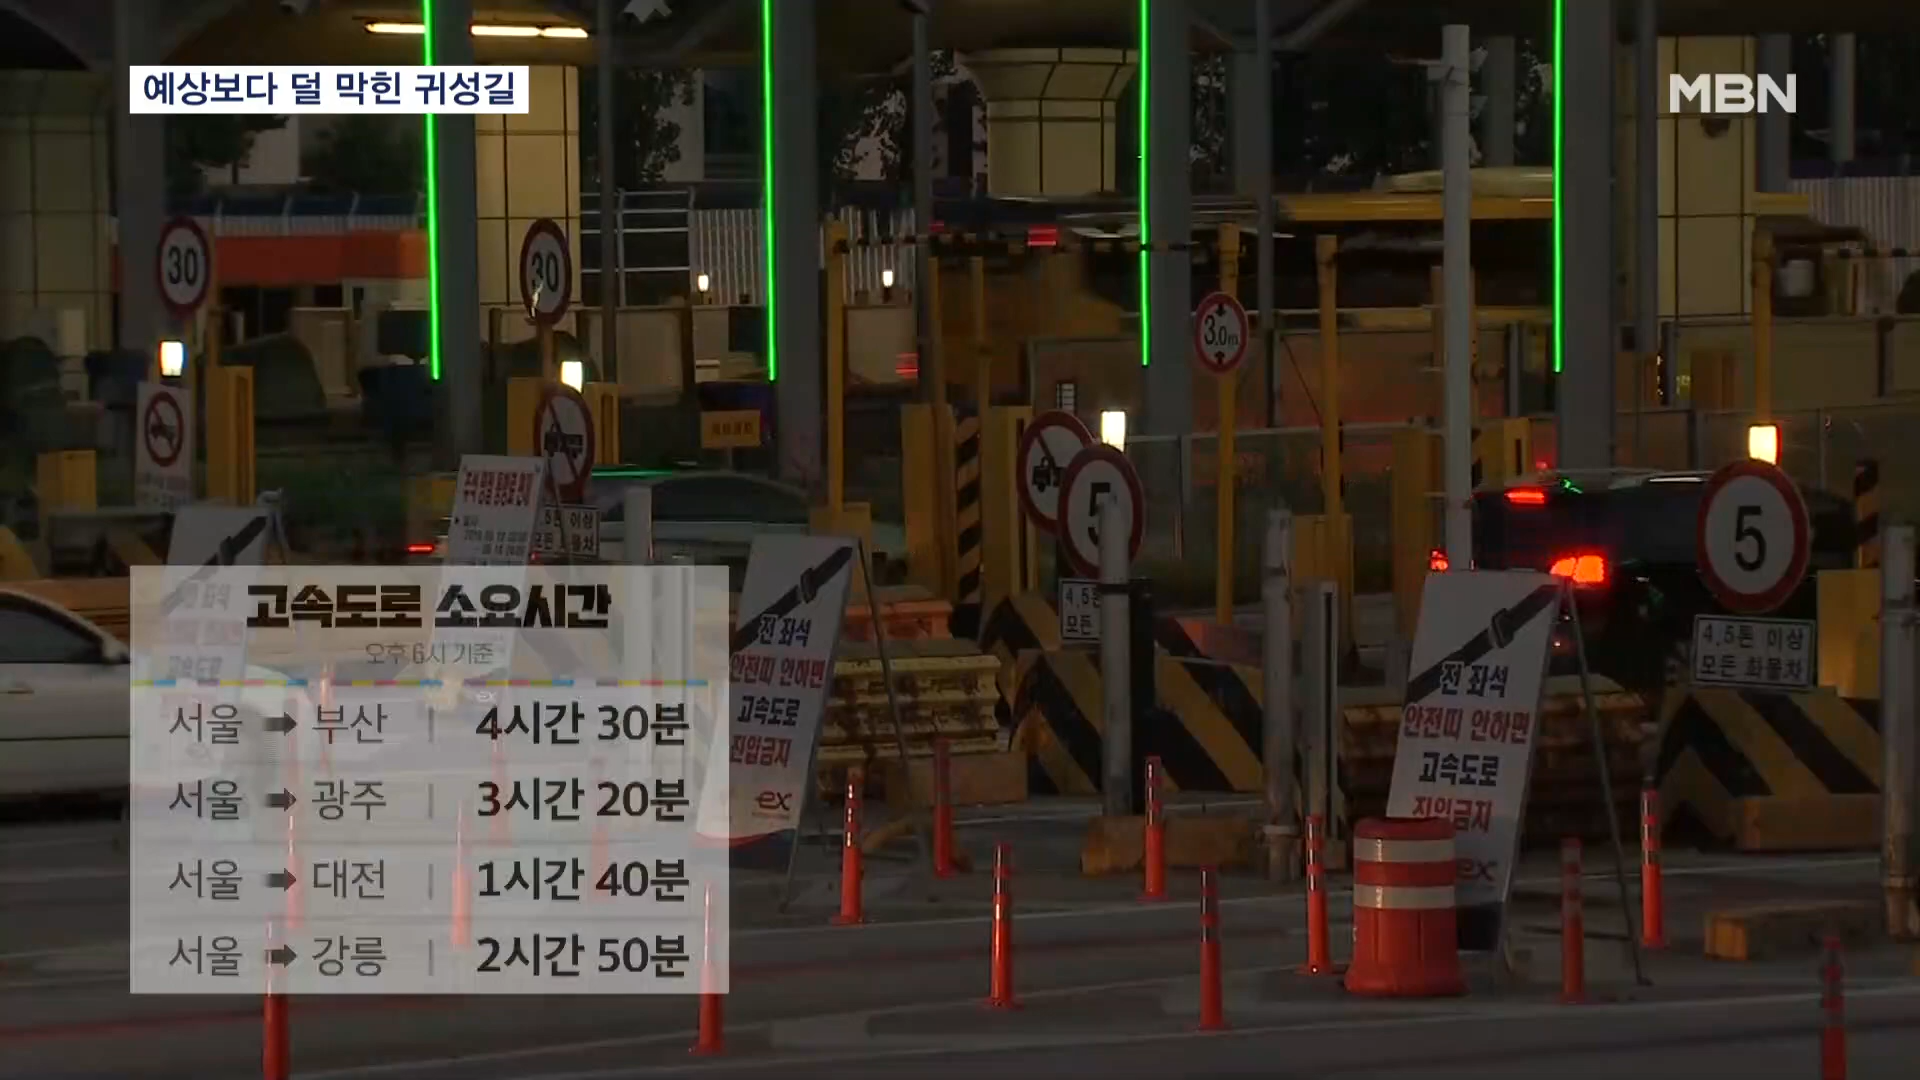 예상보다 덜 막힌 귀성길
MBN
30
30
3.0m
5
5
4.5톤 이상
모든 화물차
전 좌석
안전띠 안하면
고속도로
진입금지
ex
전 좌석
안전띠 안하면
고속도로
진입금지
ex
고속도로 소요시간
오후 6시 기준
서울 ➡ 부산 | 4시간 30분
서울 ➡ 광주 | 3시간 20분
서울 ➡ 대전 | 1시간 40분
서울 ➡ 강릉 | 2시간 50분